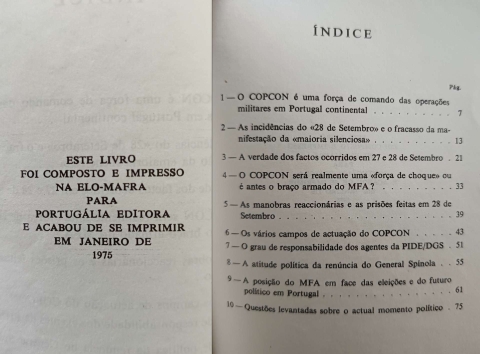 ESTE LIVRO
FOI COMPOSTO E IMPRESSO
NA ELO-MAFRA
PARA
PORTUGÁLIA EDITORA
E ACABOU DE SE IMPRIMIR
EM JANEIRO DE
1975
ÍNDICE
Pág.
1 — O COPCON é uma força de comando das operações
militares em Portugal continental 7
2 — As incidências do «28 de Setembro» e o fracasso da ma-
nifestação da «maioria silenciosa» 13
3 — A verdade dos factos ocorridos em 27 e 28 de Setembro . 21
4 — O COPCON será realmente uma «força de choque» ou
é antes o braço armado do MFA ? 33
5 — As manobras reaccionárias e as prisões feitas em 28 de
Setembro 39
6 — Os vários campos de actuação do COPCON 43
7 — O grau de responsabilidade dos agentes da PIDE/DGS . 51
8 — A atitude política da renúncia do General Spínola 55
9 — A posição do MFA em face das eleições e do futuro
político em Portugal 61
10 — Questões levantadas sobre o actual momento político . 75